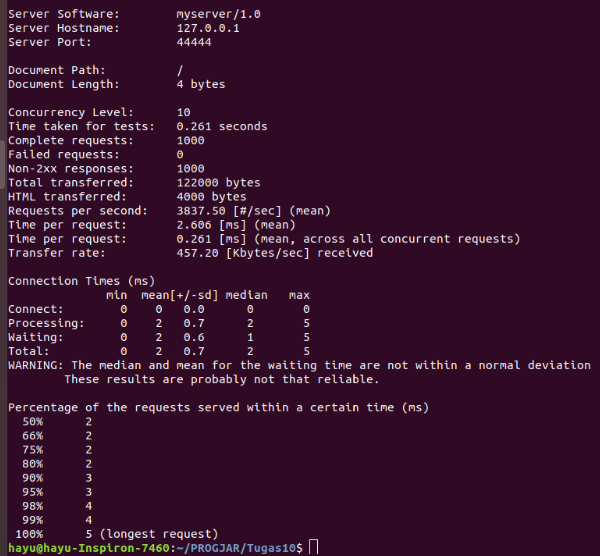 Server Software:        myserver/1.0
Server Hostname:        127.0.0.1
Server Port:            44444

Document Path:          /
Document Length:        4 bytes

Concurrency Level:      10
Time taken for tests:   0.261 seconds
Complete requests:      1000
Failed requests:        0
Non-2xx responses:      1000
Total transferred:      122000 bytes
HTML transferred:       4000 bytes
Requests per second:    3837.50 [#/sec] (mean)
Time per request:       2.606 [ms] (mean)
Time per request:       0.261 [ms] (mean, across all concurrent requests)
Transfer rate:          457.20 [Kbytes/sec] received

Connection Times (ms)
              min  mean[+/-sd] median   max
Connect:        0    0   0.0      0       0
Processing:     0    2   0.7      2       5
Waiting:        0    2   0.6      1       5
Total:          0    2   0.7      2       5
WARNING: The median and mean for the waiting time are not within a normal deviation
        These results are probably not that reliable.

Percentage of the requests served within a certain time (ms)
  50%      2
  66%      2
  75%      2
  80%      2
  90%      3
  95%      3
  98%      4
  99%      4
 100%      5 (longest request)
hayu@hayu-Inspiron-7460:~/PROGJAR/Tugas10$